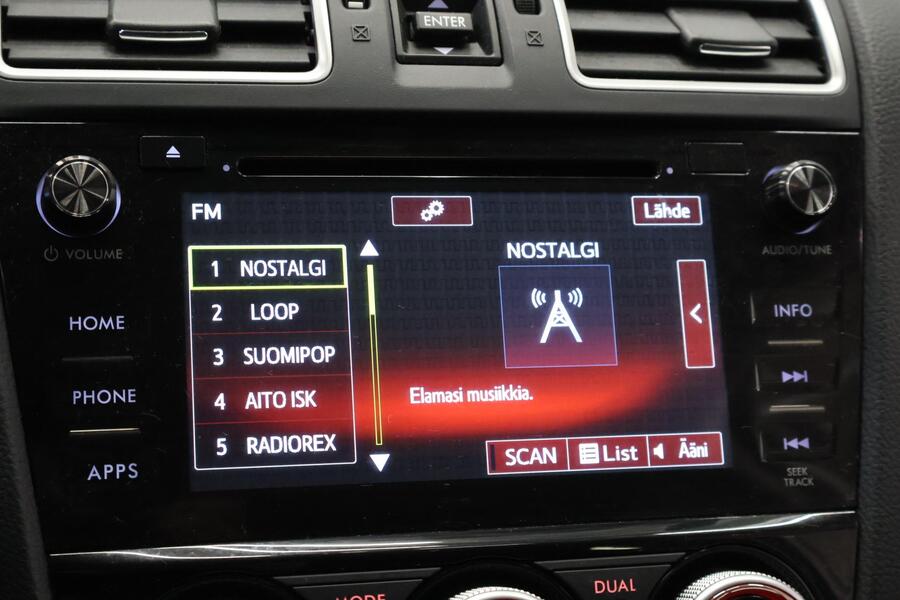 ENTER
VOLUME
HOME
PHONE
APPS
FM
Lähde
1 NOSTALGI
2 LOOP
3 SUOMIPOP
4 AITO ISK
5 RADIOREX
NOSTALGI
Elamasi musiikkia.
SCAN
List
Ääni
AUDIO/TUNE
INFO
SEEK
TRACK
MODE
DUAL